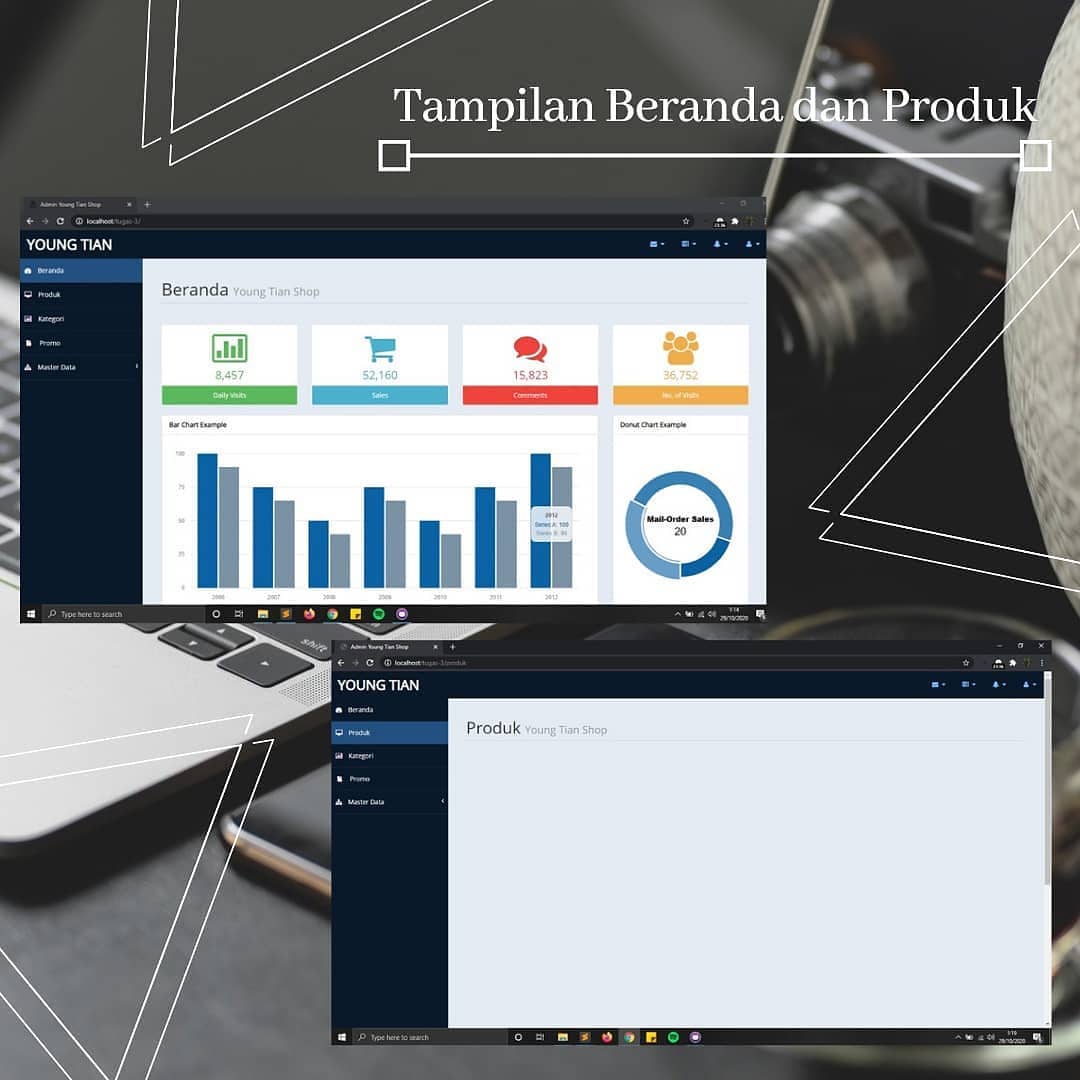 Tampilan Beranda dan Produk
Admin Young Tian Shop
localhost/tugas-3/
YOUNG TIAN
Beranda
Produk
Kategori
Promo
Master Data
Beranda Young Tian Shop
8,457
Daily Visits
52,160
Sales
15,823
Comments
36,752
No. of Visits
Bar Chart Example
100
75
50
25
0
2006
2007
2008
2009
2010
2011
2012
2012
Series A: 100
Series B: 90
Donut Chart Example
Mail-Order Sales
20
Type here to search
1:14
29/10/2020
shift
Admin Young Tian Shop
localhost/tugas-3/produk
YOUNG TIAN
Beranda
Produk
Kategori
Promo
Master Data
Produk Young Tian Shop
Type here to search
1:19
29/10/2020